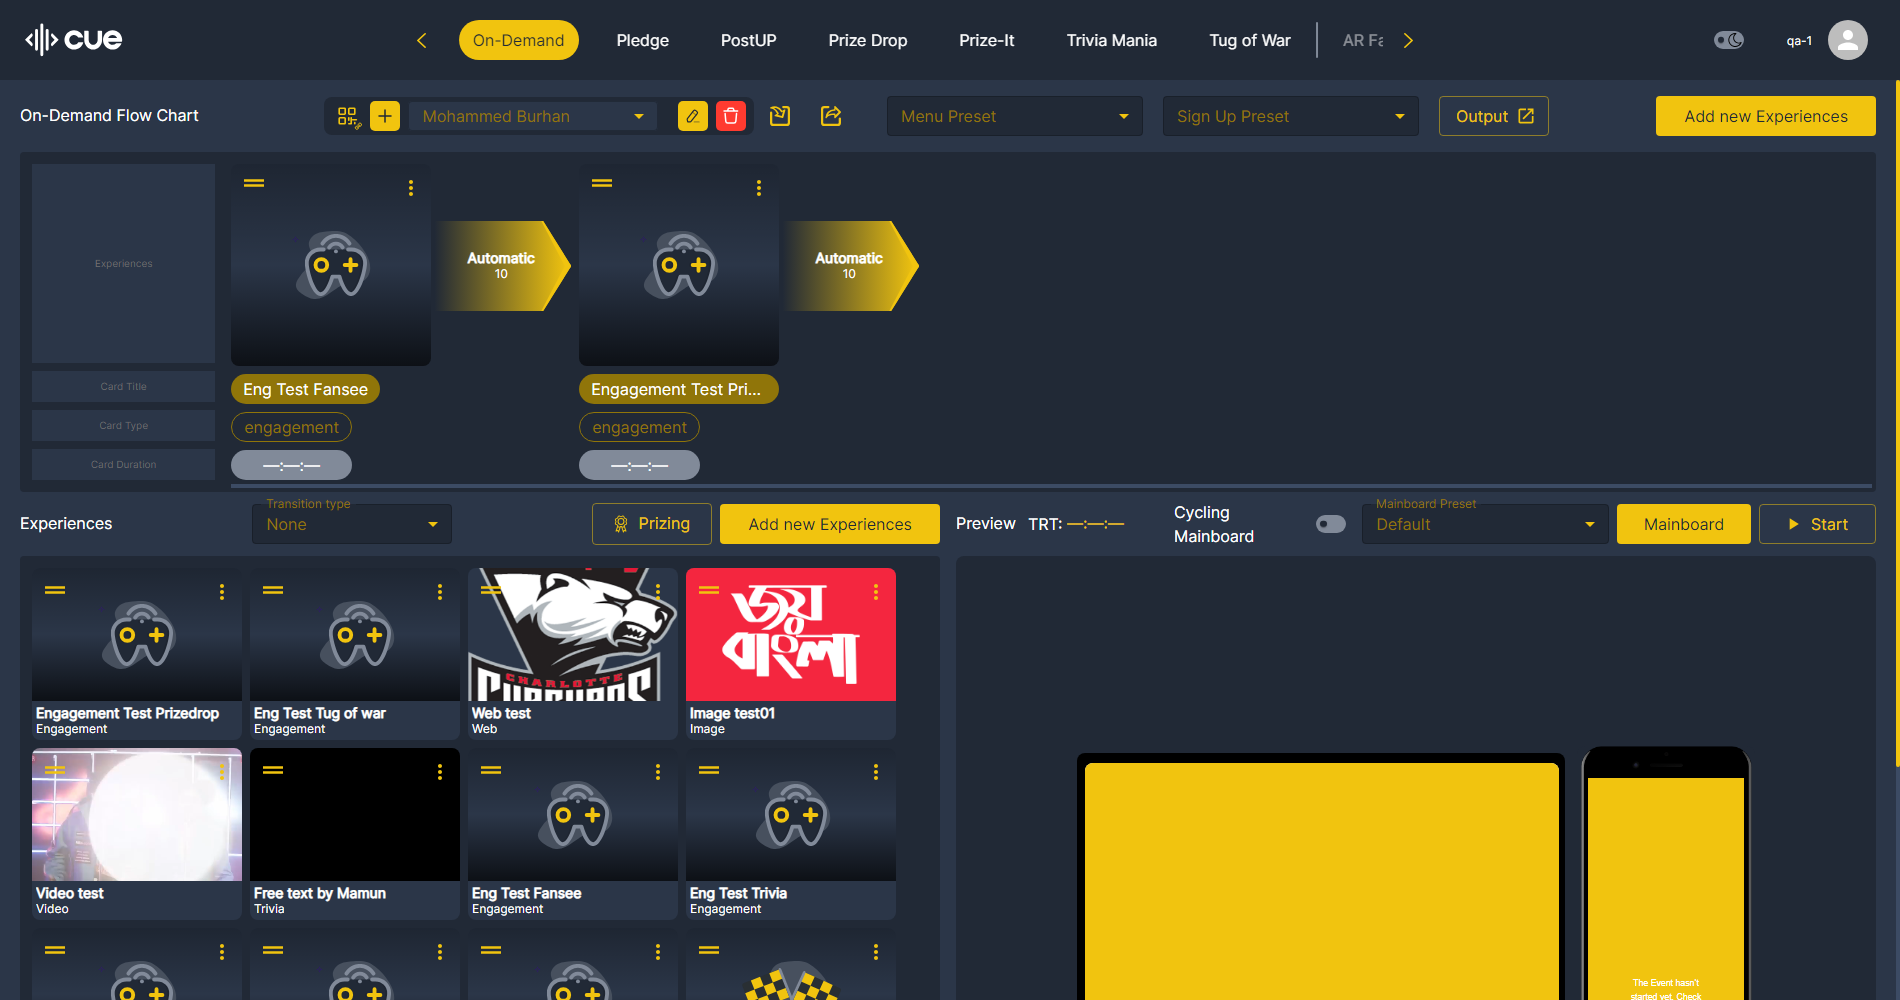 cue
On-Demand
Pledge
PostUP
Prize Drop
Prize-It
Trivia Mania
Tug of War
AR Fa
qa-1
On-Demand Flow Chart
Mohammed Burhan
Menu Preset
Sign Up Preset
Output
Add new Experiences
Experiences
Automatic
10
Automatic
10
Card Title
Eng Test Fansee
Engagement Test Pri...
Card Type
engagement
engagement
Card Duration
—:—:—
—:—:—
Experiences
Transition type
None
Prizing
Add new Experiences
Preview
TRT: —:—:—
Cycling
Mainboard
Mainboard Preset
Default
Mainboard
Start
CHARLOTTE
জয়
বাংলা
Engagement Test Prizedrop
Engagement
Eng Test Tug of war
Engagement
Web test
Web
Image test01
Image
Video test
Video
Free text by Mamun
Trivia
Eng Test Fansee
Engagement
Eng Test Trivia
Engagement
The Event hasn't
started yet. Check